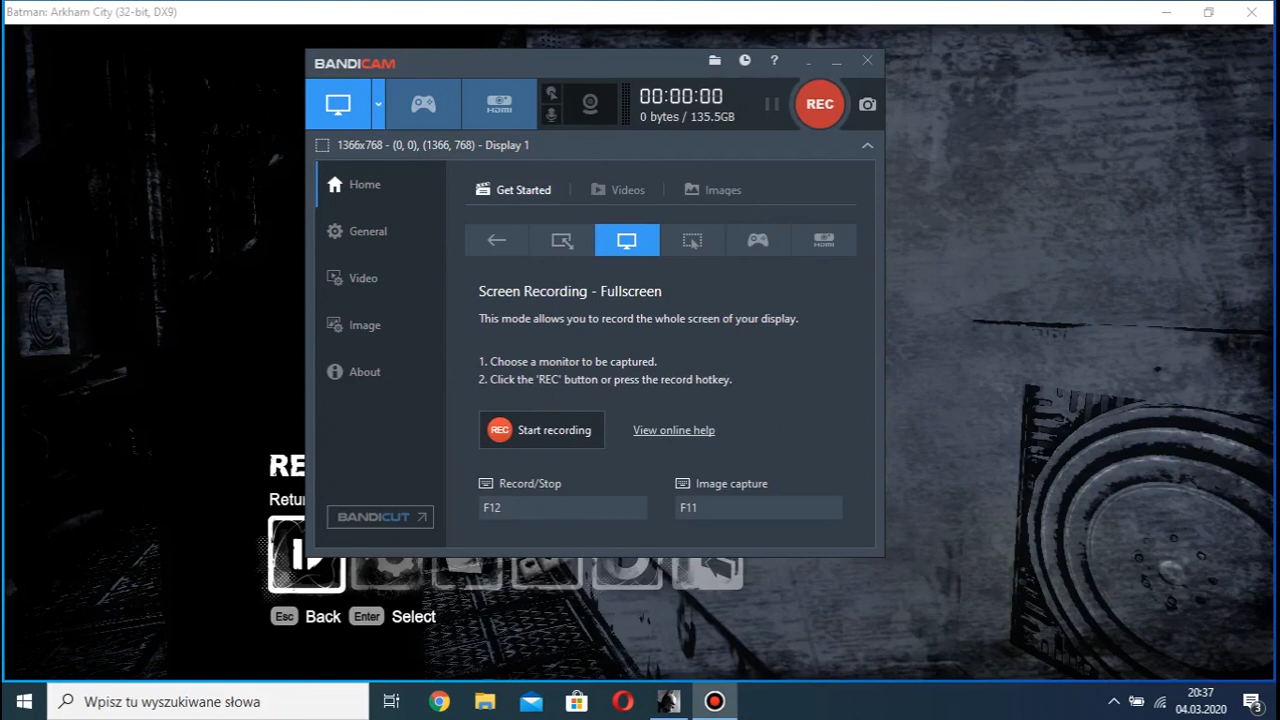 Batman: Arkham City (32-bit, DX9)
BANDICAM
HDMI
00:00:00
0 bytes / 135.5GB
REC
1366x768 - (0, 0), (1366, 768) - Display 1
Home
General
Video
Image
About
BANDICUT
Get Started
Videos
Images
HDMI
Screen Recording - Fullscreen
This mode allows you to record the whole screen of your display.
1. Choose a monitor to be captured.
2. Click the 'REC' button or press the record hotkey.
REC Start recording
View online help
Record/Stop
Image capture
F12
F11
Esc Back Enter Select
Wpisz tu wyszukiwane słowa
20:37
04.03.2020
3